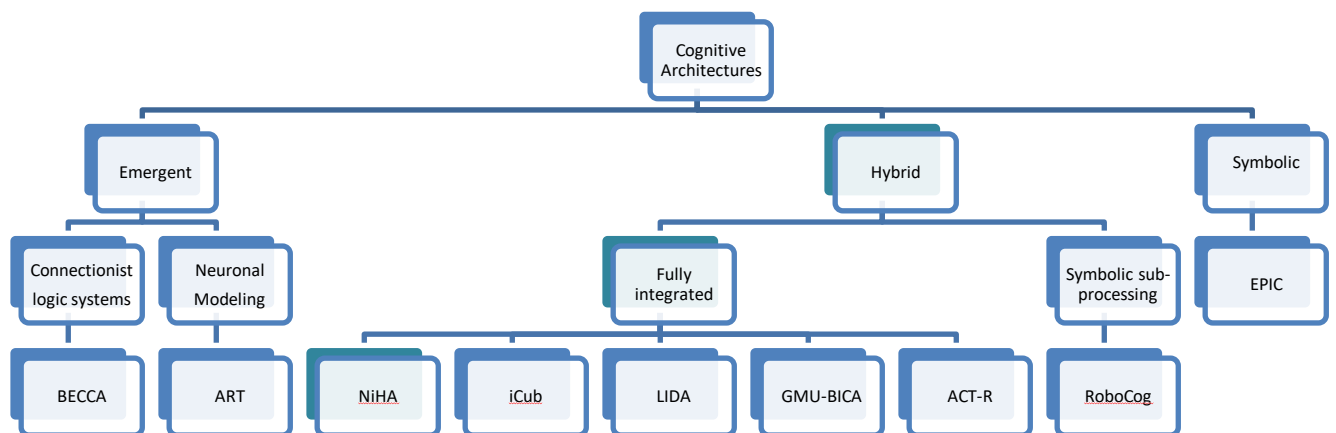 Cognitive
Architectures
Emergent
Hybrid
Symbolic
Connectionist
logic systems
Neuronal
Modeling
Fully
integrated
Symbolic sub-
processing
EPIC
BECCA
ART
NiHA
iCub
LIDA
GMU-BICA
ACT-R
RoboCog